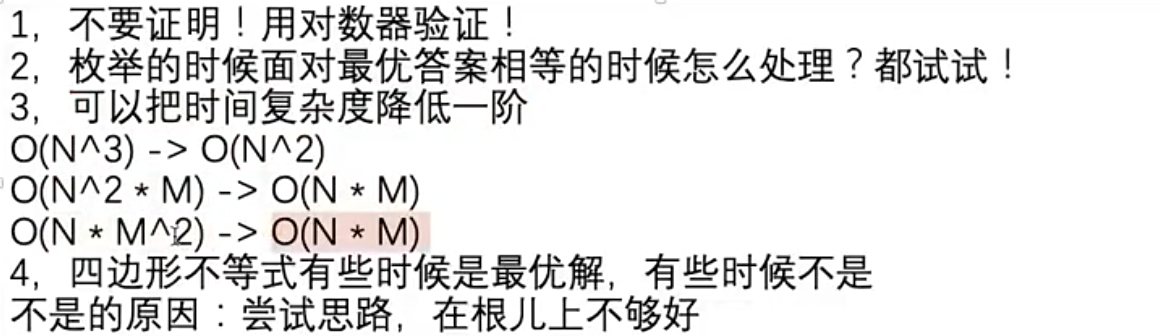 1，不要证明！用对数器验证！
2，枚举的时候面对最优答案相等的时候怎么处理？都试试！
3，可以把时间复杂度降低一阶
O(N^3) -> O(N^2)
O(N^2 * M) -> O(N * M)
O(N * M^2) -> O(N * M)
4，四边形不等式有些时候是最优解，有些时候不是
不是的原因：尝试思路，在根儿上不够好